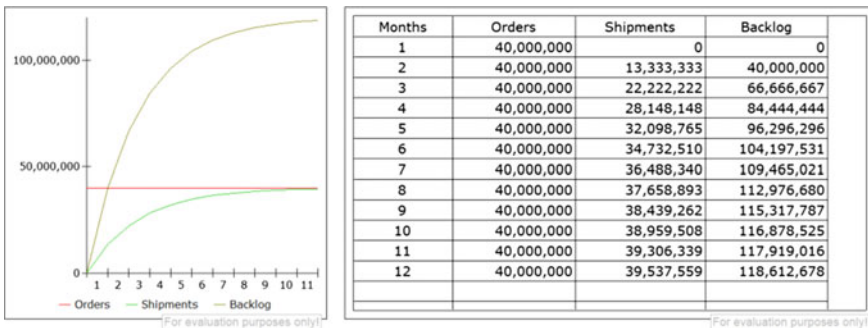 100,000,000
50,000,000
0
1 2 3 4 5 6 7 8 9 10 11
Orders Shipments Backlog
For evaluation purposes only!
Months Orders Shipments Backlog
1 40,000,000 0 0
2 40,000,000 13,333,333 40,000,000
3 40,000,000 22,222,222 66,666,667
4 40,000,000 28,148,148 84,444,444
5 40,000,000 32,098,765 96,296,296
6 40,000,000 34,732,510 104,197,531
7 40,000,000 36,488,340 109,465,021
8 40,000,000 37,658,893 112,976,680
9 40,000,000 38,439,262 115,317,787
10 40,000,000 38,959,508 116,878,525
11 40,000,000 39,306,339 117,919,016
12 40,000,000 39,537,559 118,612,678
For evaluation purposes only!